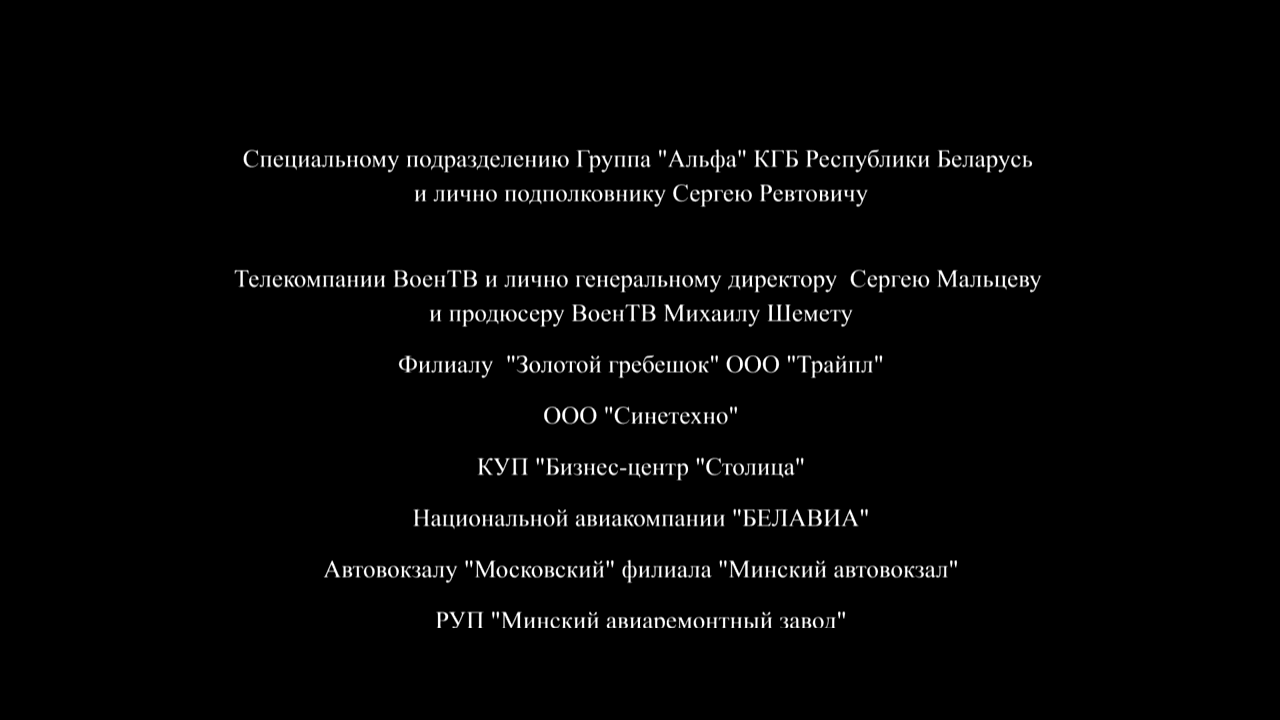 Специальному подразделению Группа "Альфа" КГБ Республики Беларусь
и лично подполковнику Сергею Ревтовичу
Телекомпании ВоенТВ и лично генеральному директору Сергею Мальцеву
и продюсеру ВоенТВ Михаилу Шемету
Филиалу "Золотой гребешок" ООО "Трайпл"
ООО "Синетехно"
КУП "Бизнес-центр "Столица"
Национальной авиакомпании "БЕЛАВИА"
Автовокзалу "Московский" филиала "Минский автовокзал"
РУП "Минский авиаремонтный завод"